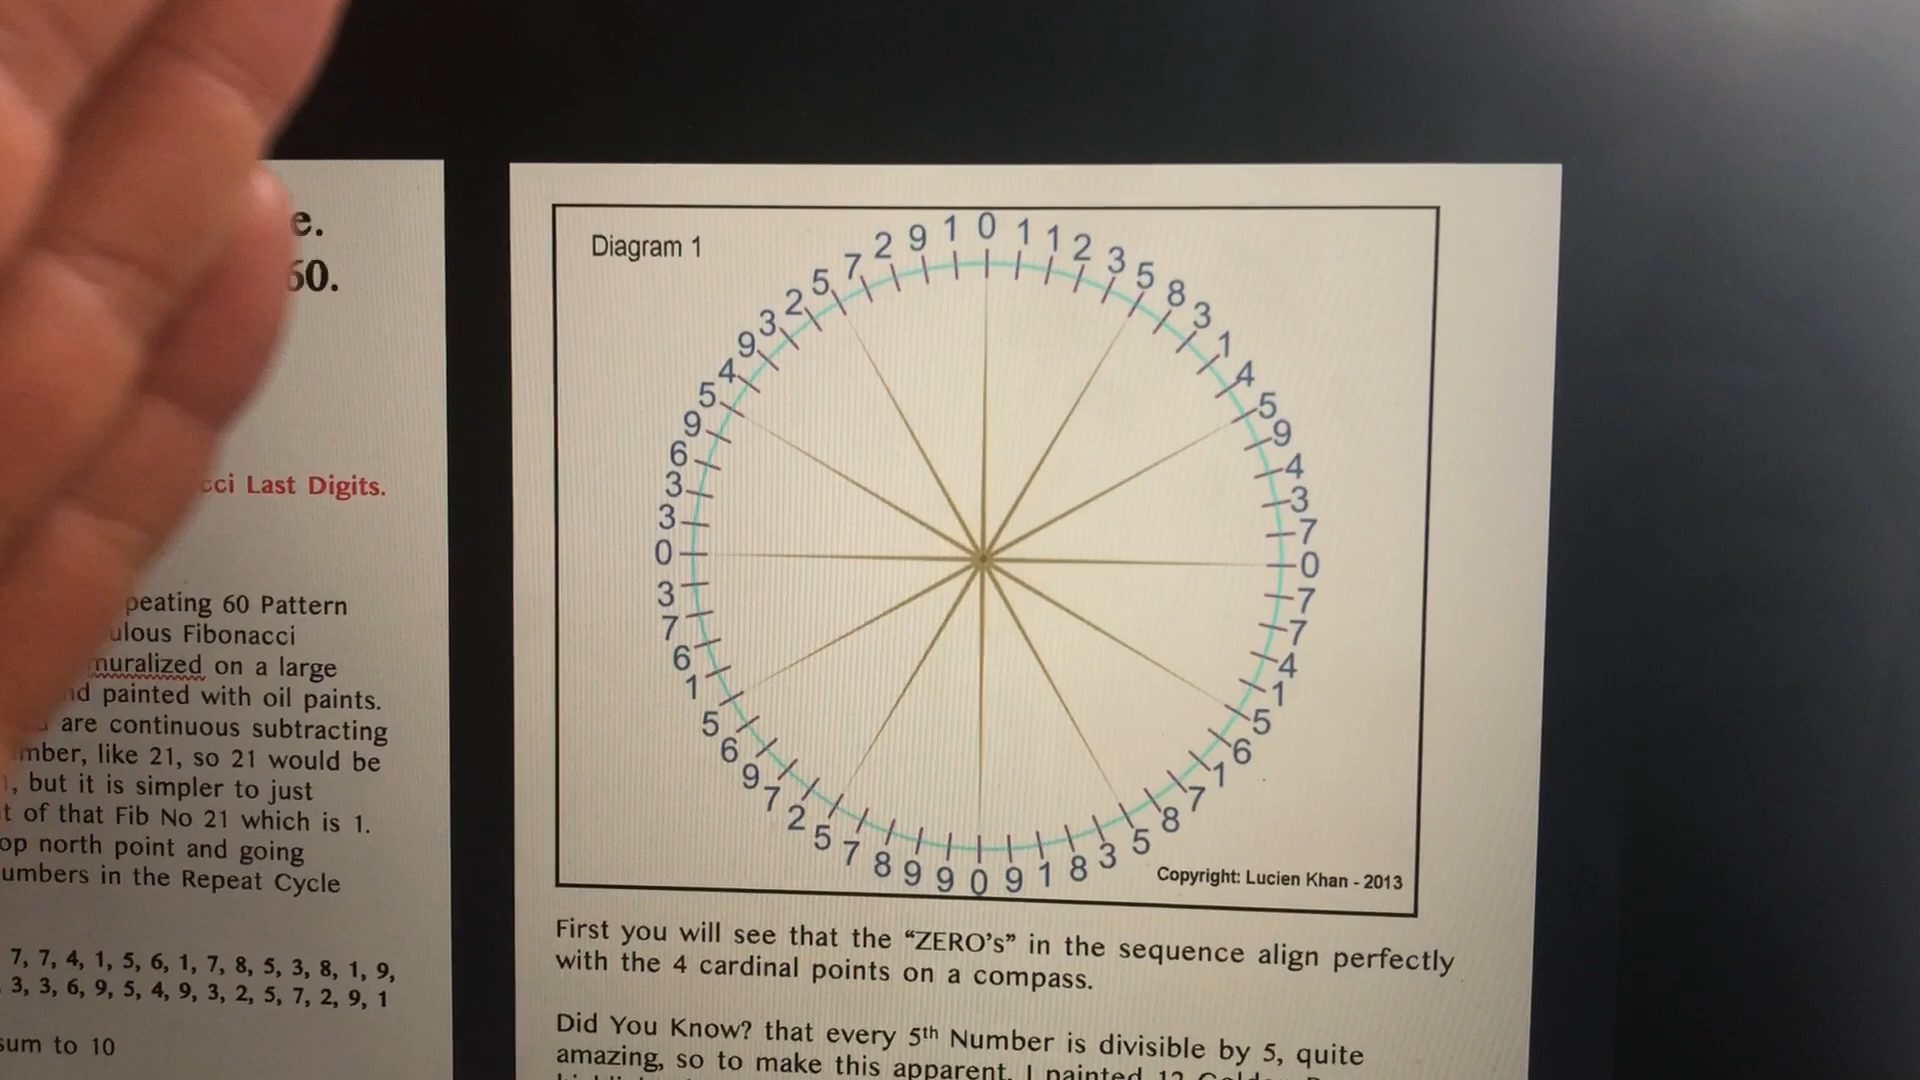 e.
60.
cci Last Digits.
peating 60 Pattern
ulous Fibonacci
muralized on a large
nd painted with oil paints.
are continuous subtracting
mber, like 21, so 21 would be
1, but it is simpler to just
t of that Fib No 21 which is 1.
op north point and going
umbers in the Repeat Cycle
7, 7, 4, 1, 5, 6, 1, 7, 8, 5, 3, 8, 1, 9,
3, 3, 6, 9, 5, 4, 9, 3, 2, 5, 7, 2, 9, 1
sum to 10
Diagram 1
0 1 1 2 3 5 8 3 1 4 5 9 4 3 7 0 7 7 4 1 5 6 1 7 8 5 3 8 1 9 0 9 9 8 7 5 2 7 9 6 5 1 6 7 3 0 3 3 6 9 5 4 9 3 2 5 7 2 9 1
Copyright: Lucien Khan - 2013
First you will see that the “ZERO’s” in the sequence align perfectly
with the 4 cardinal points on a compass.
Did You Know? that every 5th Number is divisible by 5, quite
amazing, so to make this apparent, I painted 12